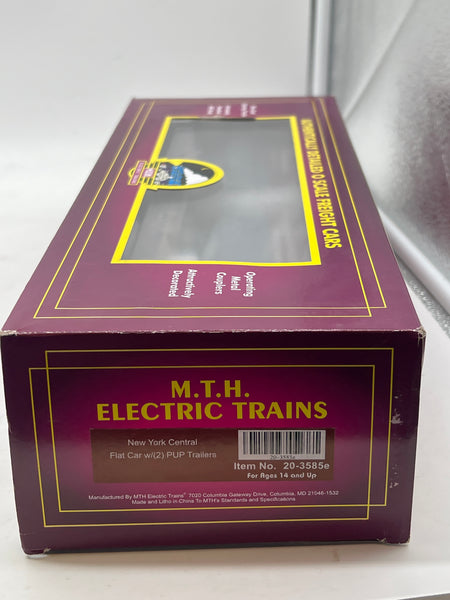 AUTHENTICALLY DETAILED O SCALE FREIGHT CARS
Operating
Metal
Couplers
Attractively
Decorated
M.T.H.
ELECTRIC TRAINS
New York Central
Flat Car w/(2) PUP Trailers
20-3585e
Item No. 20-3585e
For Ages 14 and Up
Manufactured By MTH Electric Trains® 7020 Columbia Gateway Drive, Columbia, MD 21046-1532
Made and Litho in China To MTH's Standards and Specifications